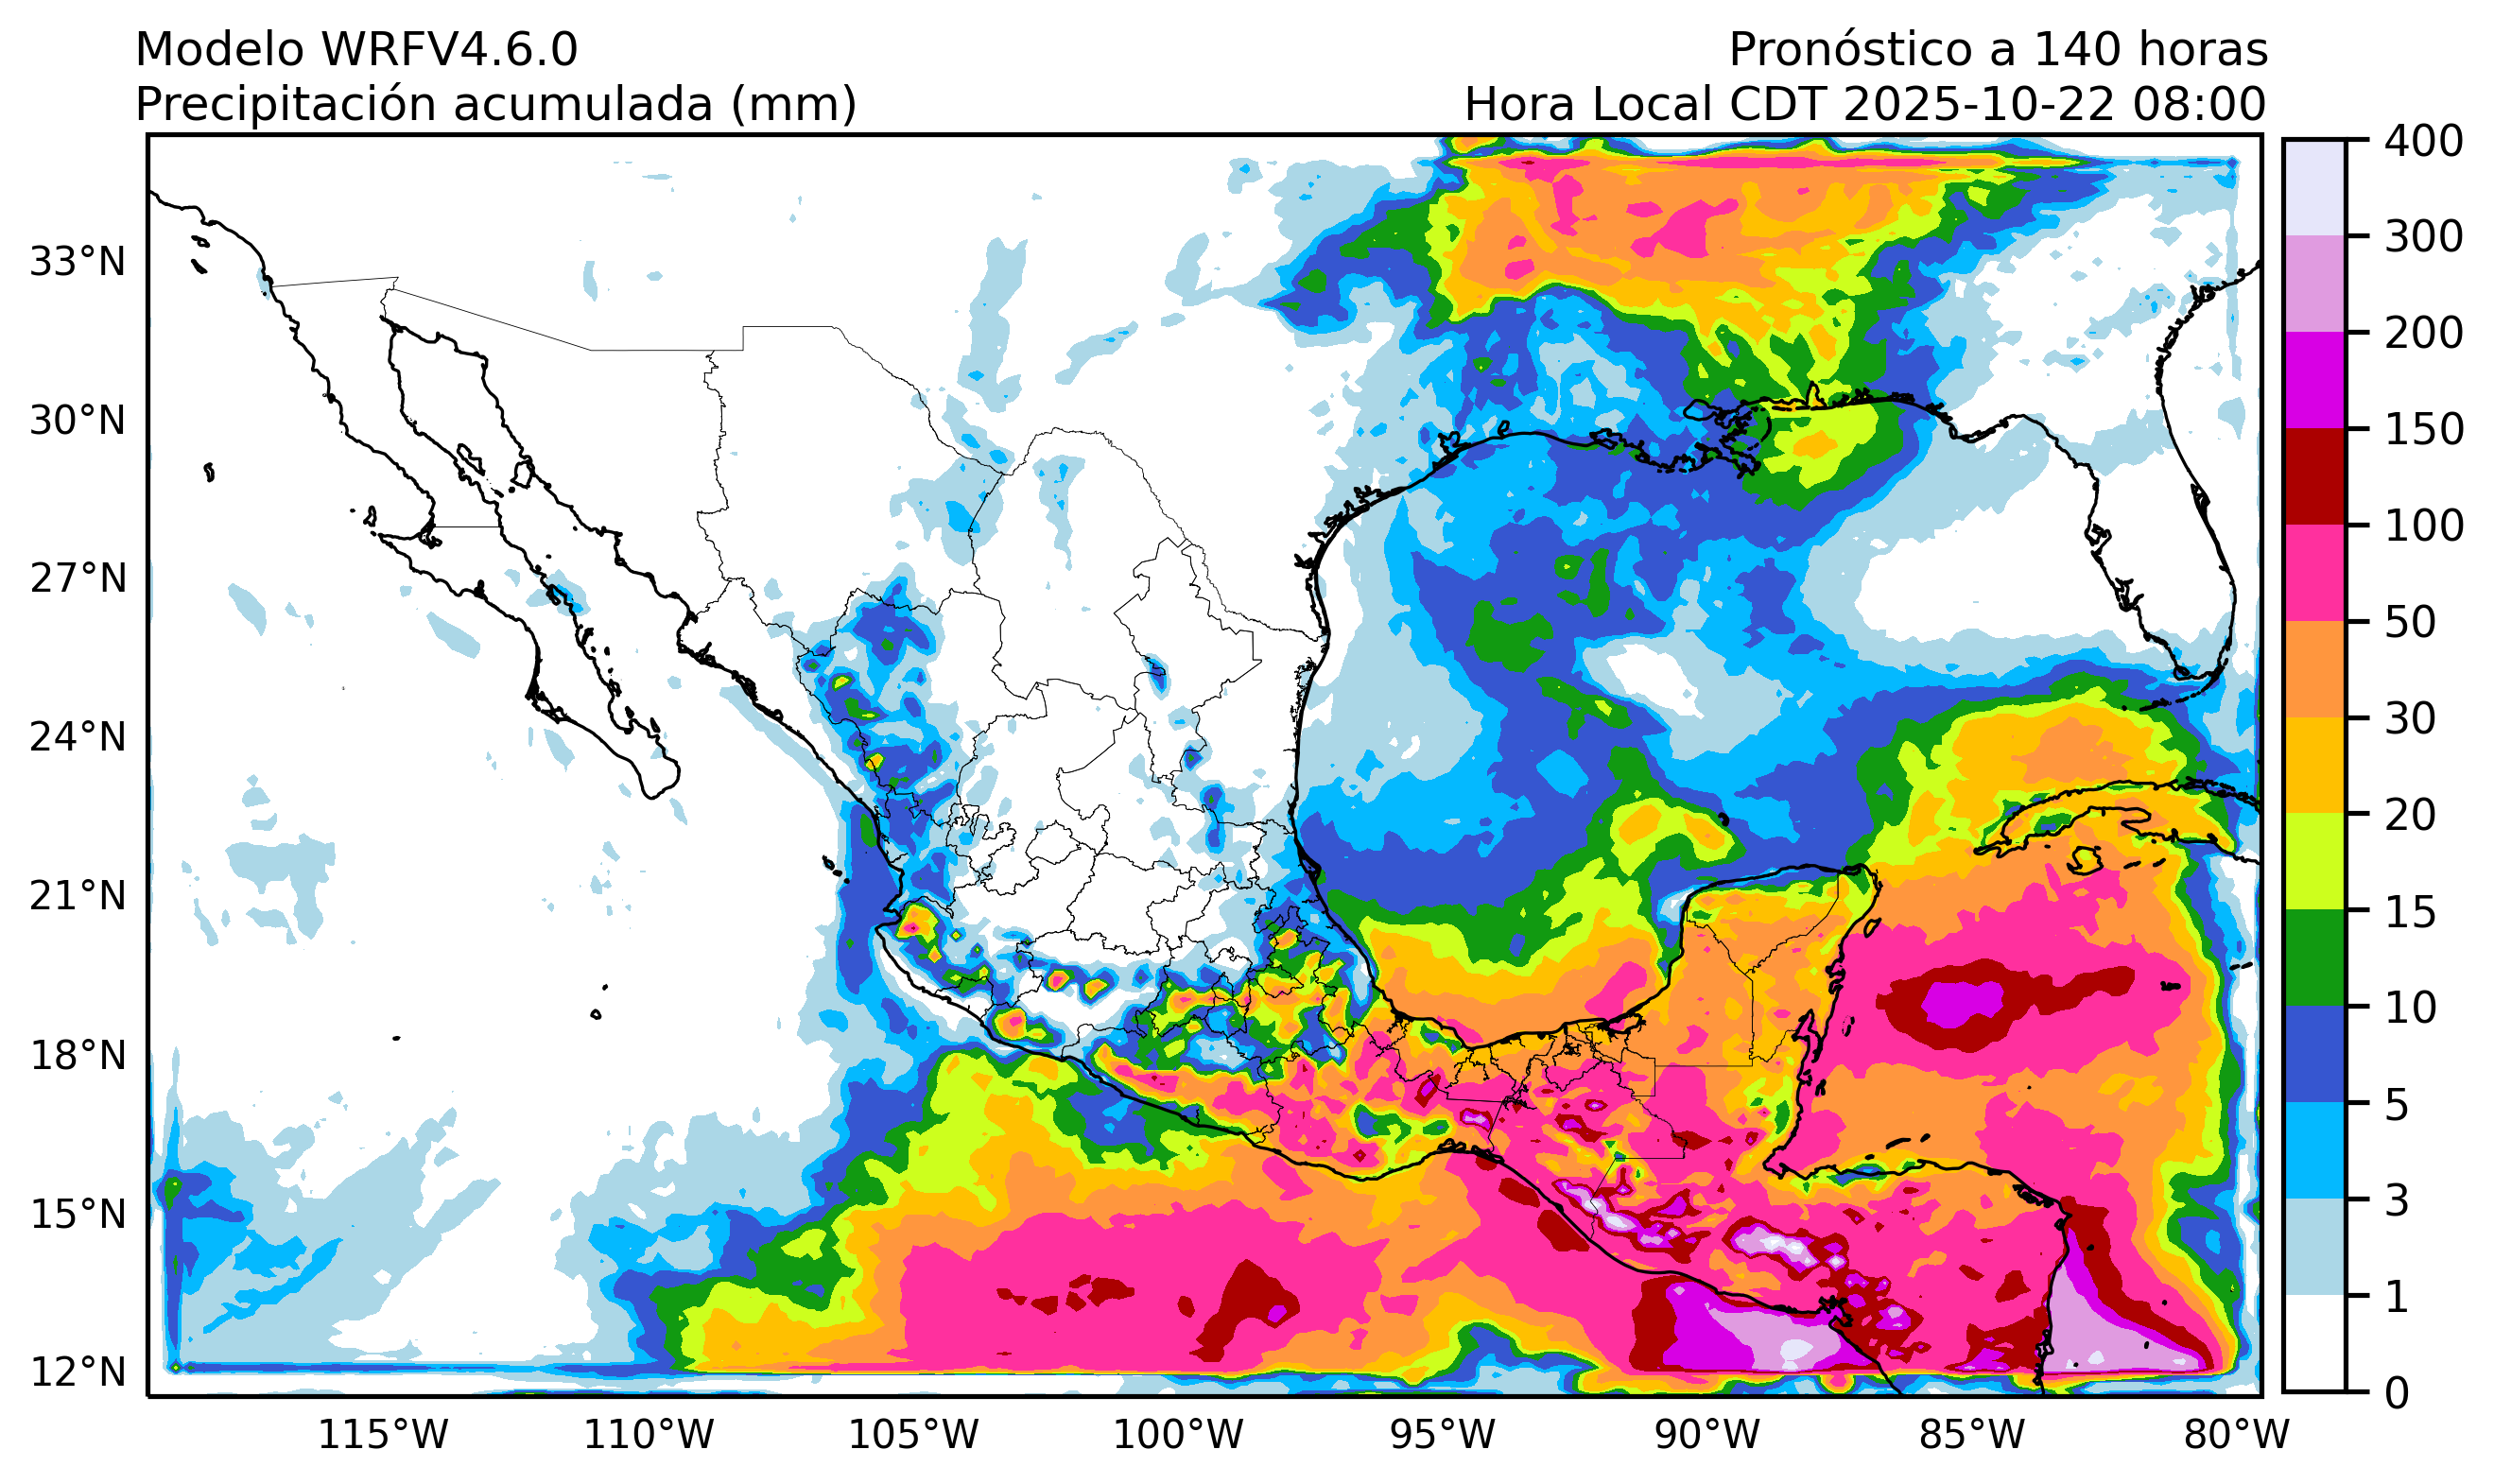 Modelo WRFV4.6.0
Pronóstico a 140 horas
Precipitación acumulada (mm)
Hora Local CDT 2025-10-22 08:00
33°N
30°N
27°N
24°N
21°N
18°N
15°N
12°N
115°W
110°W
105°W
100°W
95°W
90°W
85°W
80°W
400
300
200
150
100
50
30
20
15
10
5
3
1
0